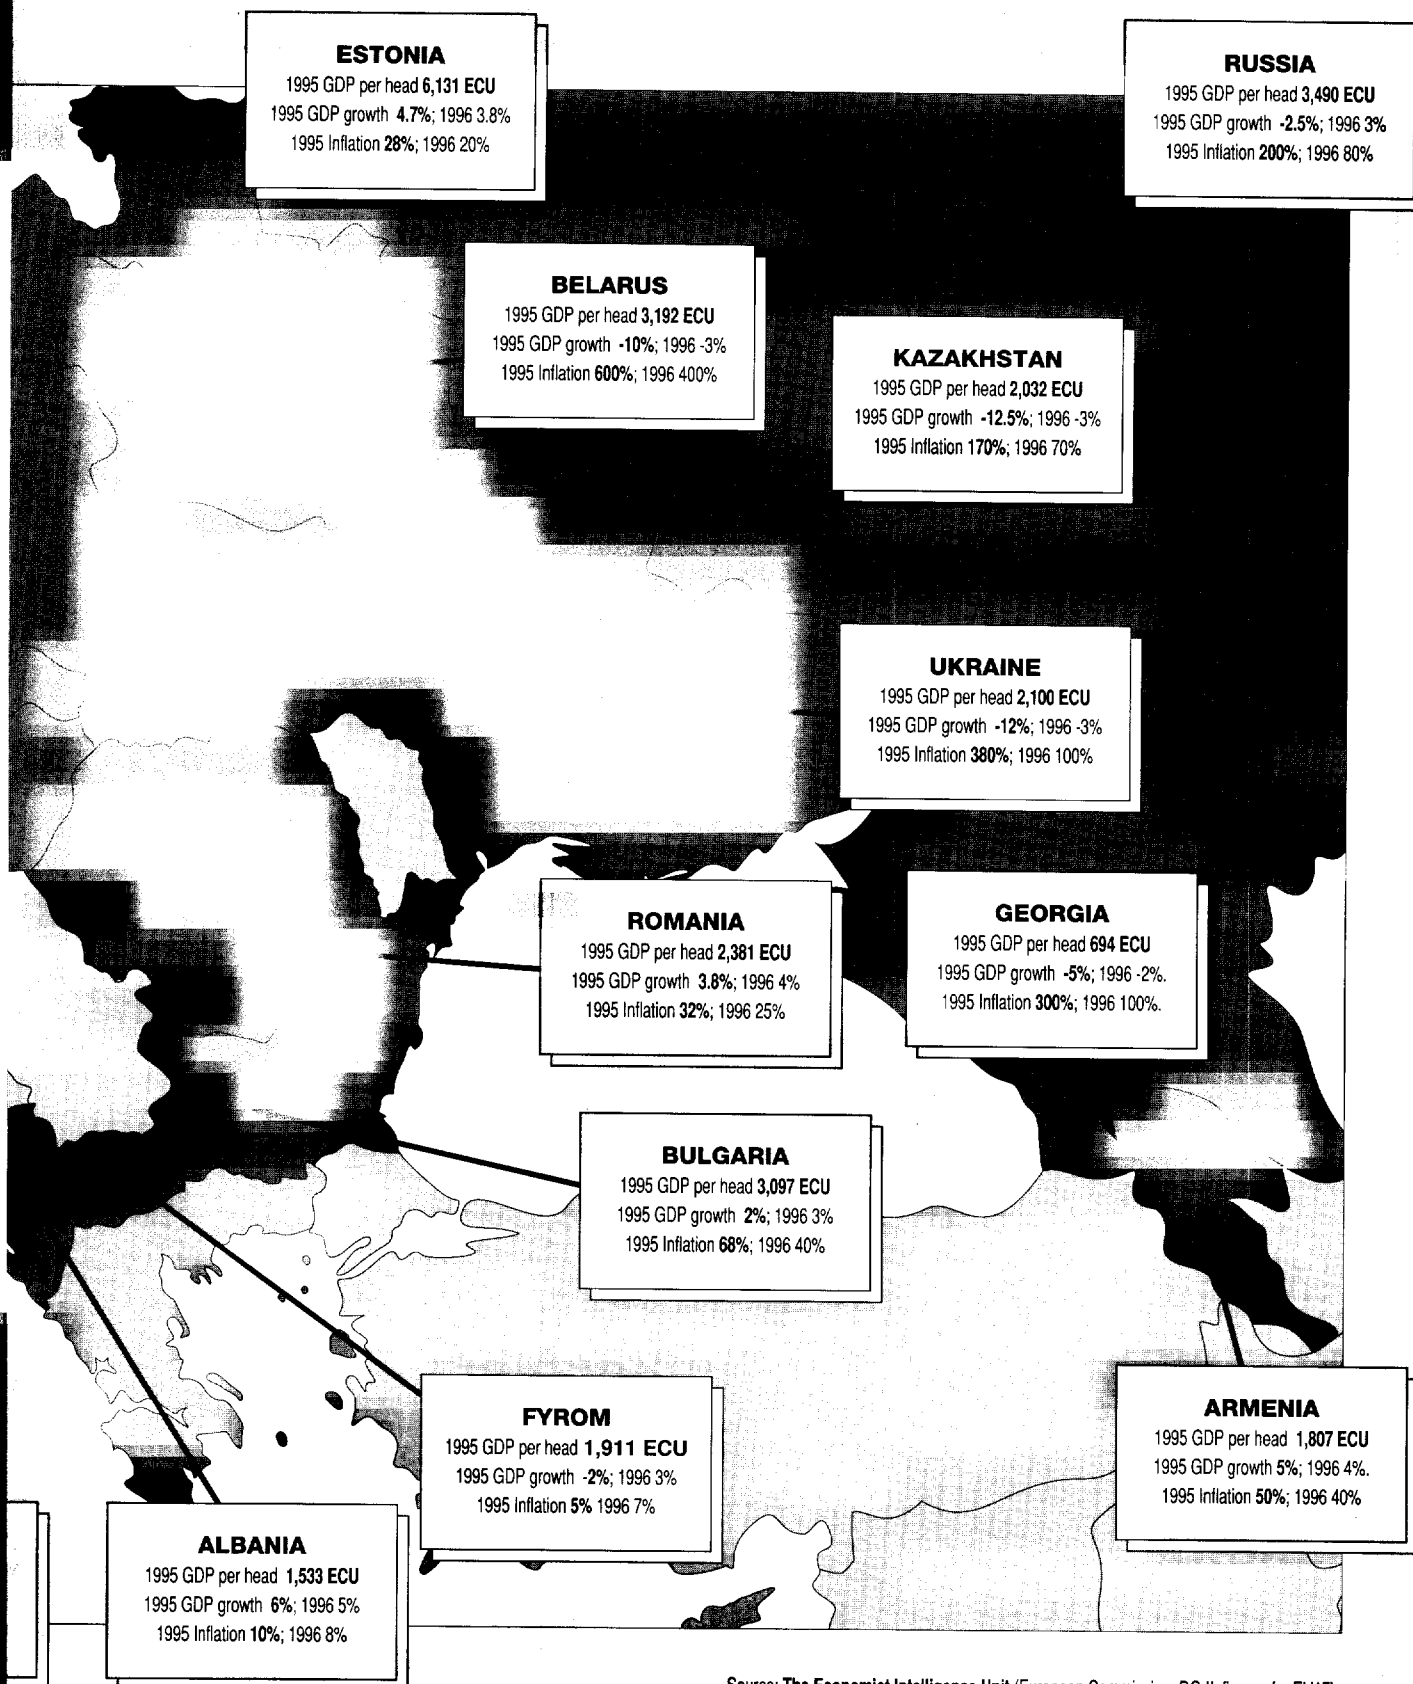 ESTONIA
1995 GDP per head 6,131 ECU
1995 GDP growth 4.7%; 1996 3.8%
1995 Inflation 28%; 1996 20%
RUSSIA
1995 GDP per head 3,490 ECU
1995 GDP growth -2.5%; 1996 3%
1995 Inflation 200%; 1996 80%
BELARUS
1995 GDP per head 3,192 ECU
1995 GDP growth -10%; 1996 -3%
1995 Inflation 600%; 1996 400%
KAZAKHSTAN
1995 GDP per head 2,032 ECU
1995 GDP growth -12.5%; 1996 -3%
1995 Inflation 170%; 1996 70%
UKRAINE
1995 GDP per head 2,100 ECU
1995 GDP growth -12%; 1996 -3%
1995 Inflation 380%; 1996 100%
ROMANIA
1995 GDP per head 2,381 ECU
1995 GDP growth 3.8%; 1996 4%
1995 Inflation 32%; 1996 25%
GEORGIA
1995 GDP per head 694 ECU
1995 GDP growth -5%; 1996 -2%.
1995 Inflation 300%; 1996 100%.
BULGARIA
1995 GDP per head 3,097 ECU
1995 GDP growth 2%; 1996 3%
1995 Inflation 68%; 1996 40%
FYROM
1995 GDP per head 1,911 ECU
1995 GDP growth -2%; 1996 3%
1995 Inflation 5% 1996 7%
ARMENIA
1995 GDP per head 1,807 ECU
1995 GDP growth 5%; 1996 4%.
1995 Inflation 50%; 1996 40%
ALBANIA
1995 GDP per head 1,533 ECU
1995 GDP growth 6%; 1996 5%
1995 Inflation 10%; 1996 8%
Source: The Economist Intelligence Unit